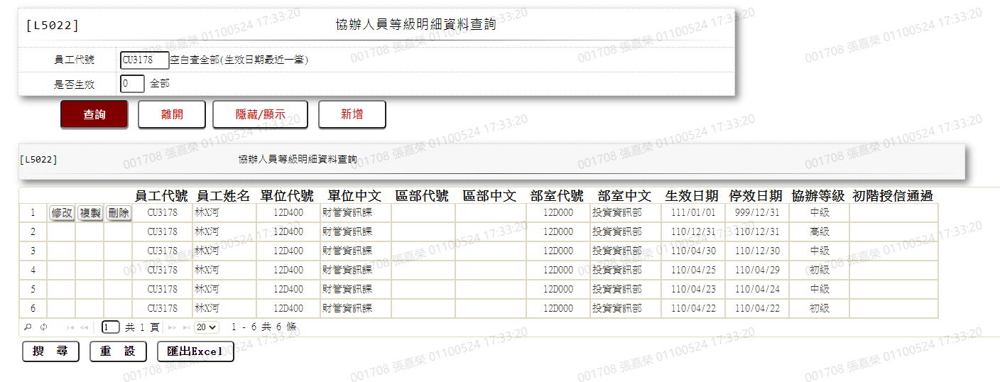 [L5022] 協辦人員等級明細資料查詢
員工代號 CU3178 空白查全部(生效日期最近一筆)
是否生效 0 全部
查詢 離開 隱藏/顯示 新增
[L5022] 協辦人員等級明細資料查詢
員工代號 員工姓名 單位代號 單位中文 區部代號 區部中文 部室代號 部室中文 生效日期 停效日期 協辦等級 初階授信通過
1 修改 複製 刪除 CU3178 林X河 12D400 財管資訊課 12D000 投資資訊部 111/01/01 999/12/31 中級
2 CU3178 林X河 12D400 財管資訊課 12D000 投資資訊部 110/12/31 110/12/31 高級
3 CU3178 林X河 12D400 財管資訊課 12D000 投資資訊部 110/04/30 110/12/30 中級
4 CU3178 林X河 12D400 財管資訊課 12D000 投資資訊部 110/04/25 110/04/29 初級
5 CU3178 林X河 12D400 財管資訊課 12D000 投資資訊部 110/04/23 110/04/24 中級
6 CU3178 林X河 12D400 財管資訊課 12D000 投資資訊部 110/04/22 110/04/22 初級
1 共 1 頁 20 1 - 6 共 6 條
搜 尋 重 設 匯出Excel
001708 張嘉榮 01100524 17:33:20